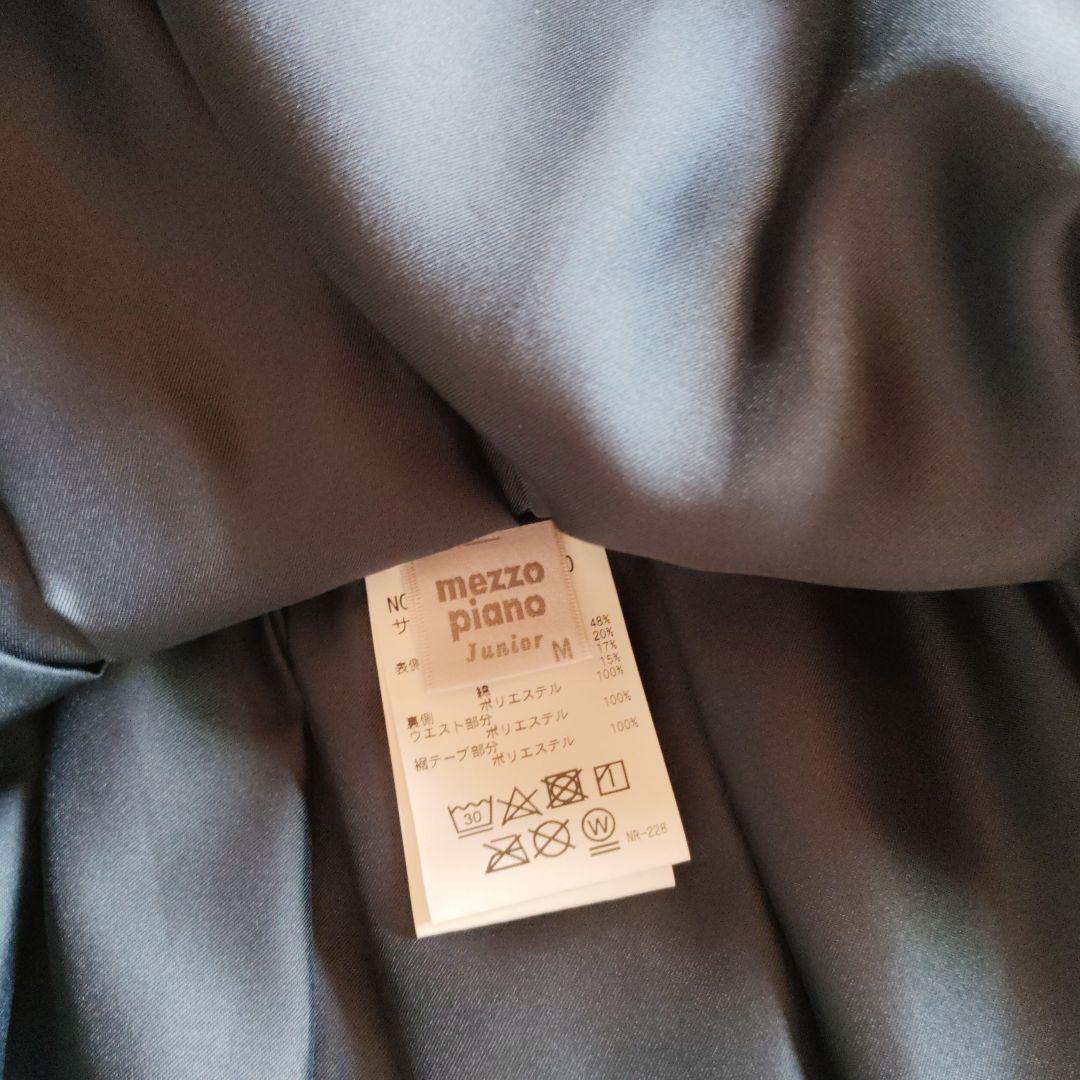 mezzo
piano
Junior M
NO
サ
表側
48%
20%
17%
綿 15%
ポリエステル 100%
裏側
ウエスト部分
ポリエステル 100%
裾テープ部分
ポリエステル 100%
30
W
NR-228